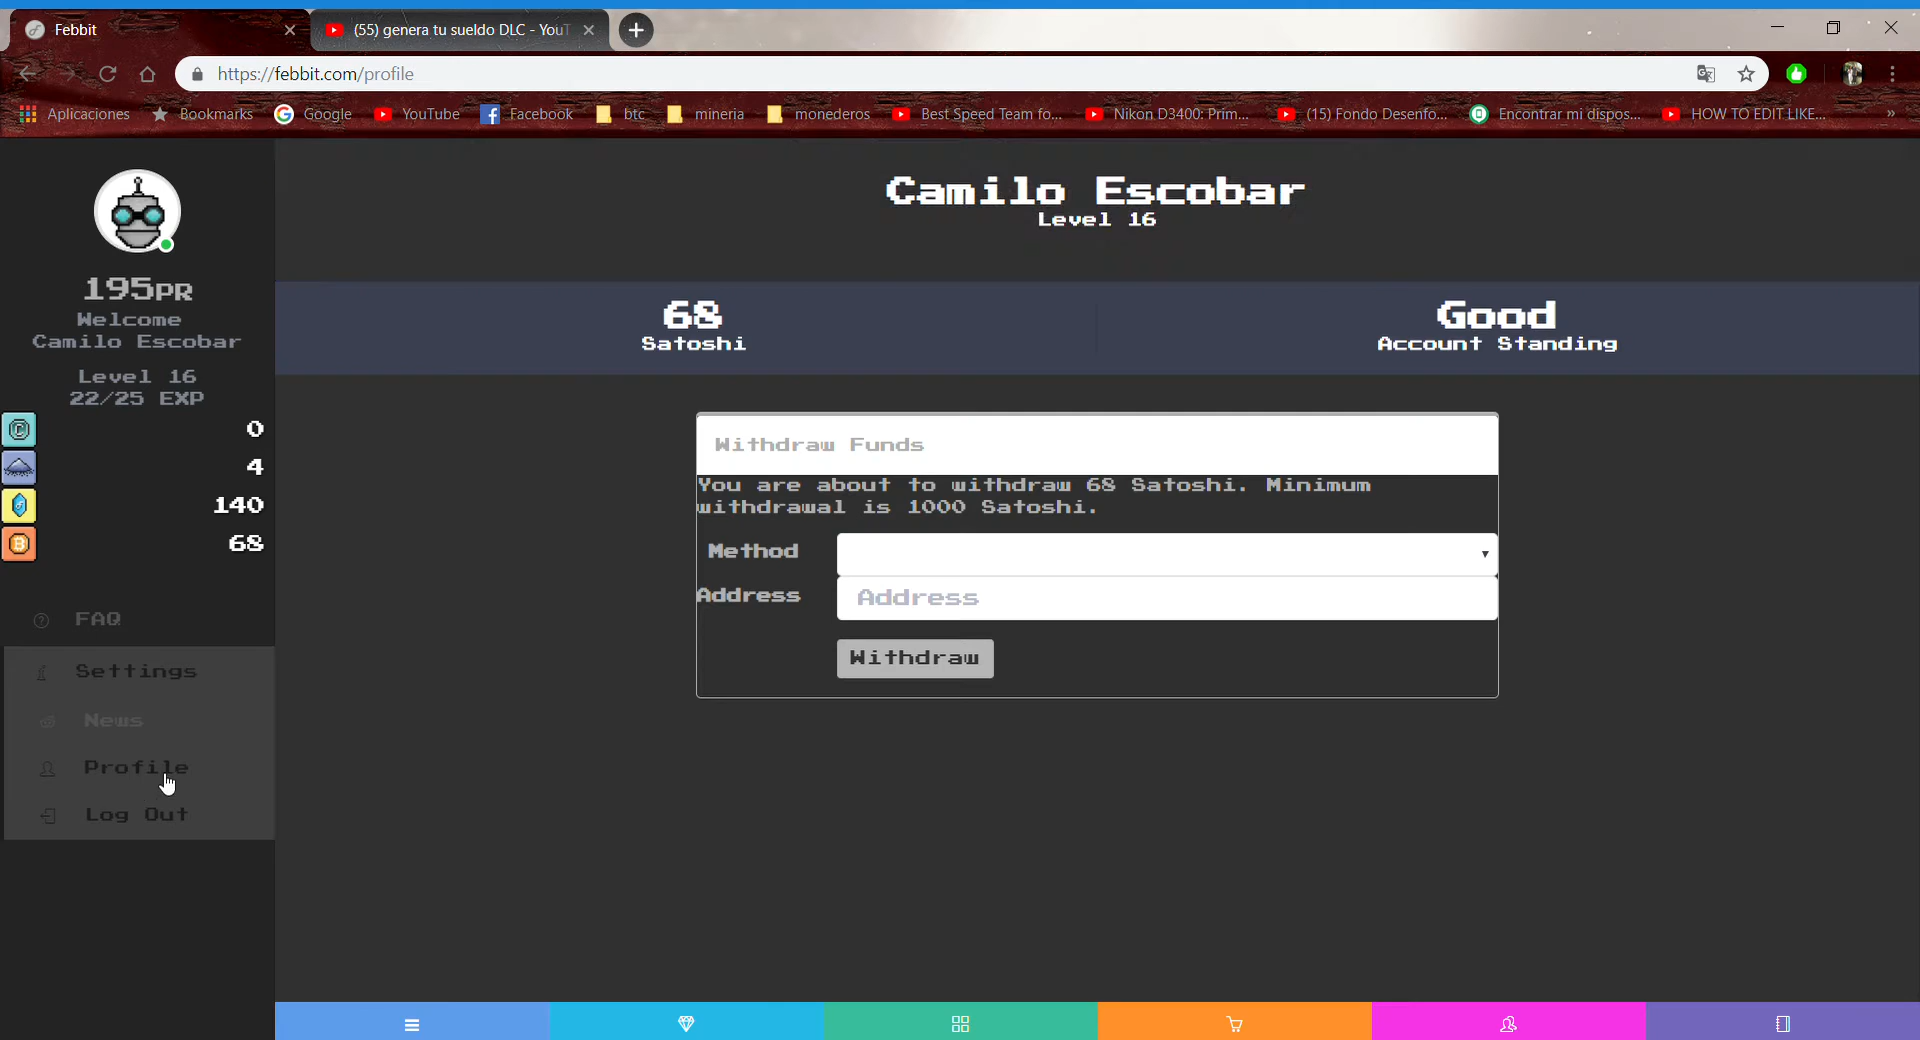 Febbit
(55) genera tu sueldo DLC - YouT
https://febbit.com/profile
Aplicaciones
Bookmarks
Google
YouTube
Facebook
btc
mineria
monederos
Best Speed Team fo...
Nikon D3400: Prim...
(15) Fondo Desenfo...
Encontrar mi dispos...
HOW TO EDIT LIKE...
»
195PR
Welcome
Camilo Escobar
Level 16
22/25 EXP
0
4
140
68
FAQ
Settings
News
Profile
Log Out
Camilo Escobar
Level 16
68
Satoshi
Good
Account Standing
Withdraw Funds
You are about to withdraw 68 Satoshi. Minimum
withdrawal is 1000 Satoshi.
Method
Address
Address
Withdraw